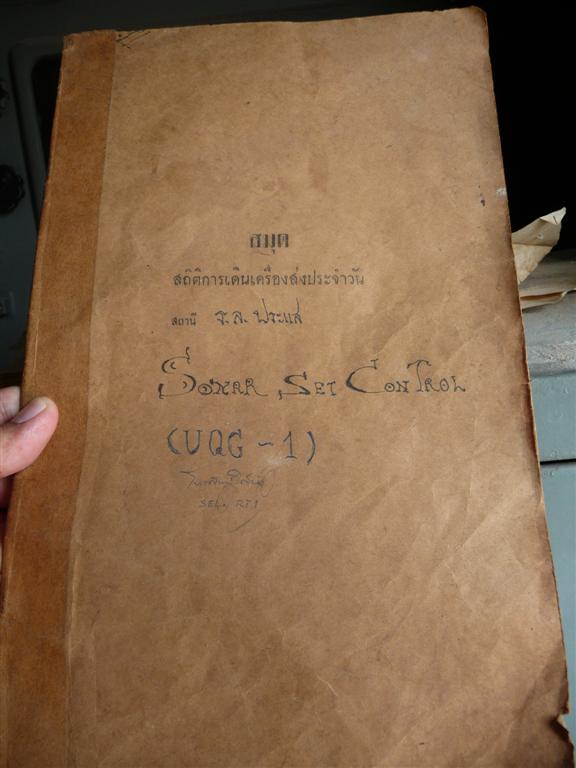 สมุด
สถิติการเดินเครื่องส่งประจำวัน
สถานี ร.ล. ประแส
SONAR SET CONTROL
(UQG - 1)